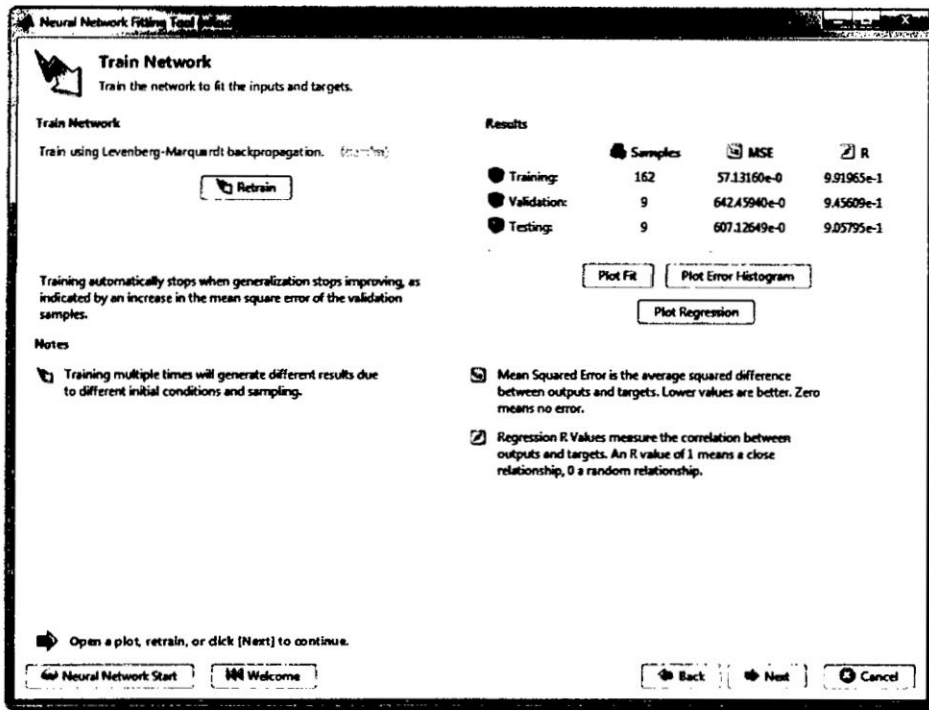 Neural Network Fitting Tool
Train Network
Train the network to fit the inputs and targets.
Train Network
Train using Levenberg-Marquardt backpropagation.
Retrain
Training automatically stops when generalization stops improving, as
indicated by an increase in the mean square error of the validation
samples.
Notes
Training multiple times will generate different results due
to different initial conditions and sampling.
Results
Samples MSE R
Training: 162 57.13160e-0 9.91965e-1
Validation: 9 642.45940e-0 9.45609e-1
Testing: 9 607.12649e-0 9.05795e-1
Plot Fit Plot Error Histogram
Plot Regression
Mean Squared Error is the average squared difference
between outputs and targets. Lower values are better. Zero
means no error.
Regression R Values measure the correlation between
outputs and targets. An R value of 1 means a close
relationship, 0 a random relationship.
Open a plot, retrain, or click [Next] to continue.
Neural Network Start Welcome Back Next Cancel